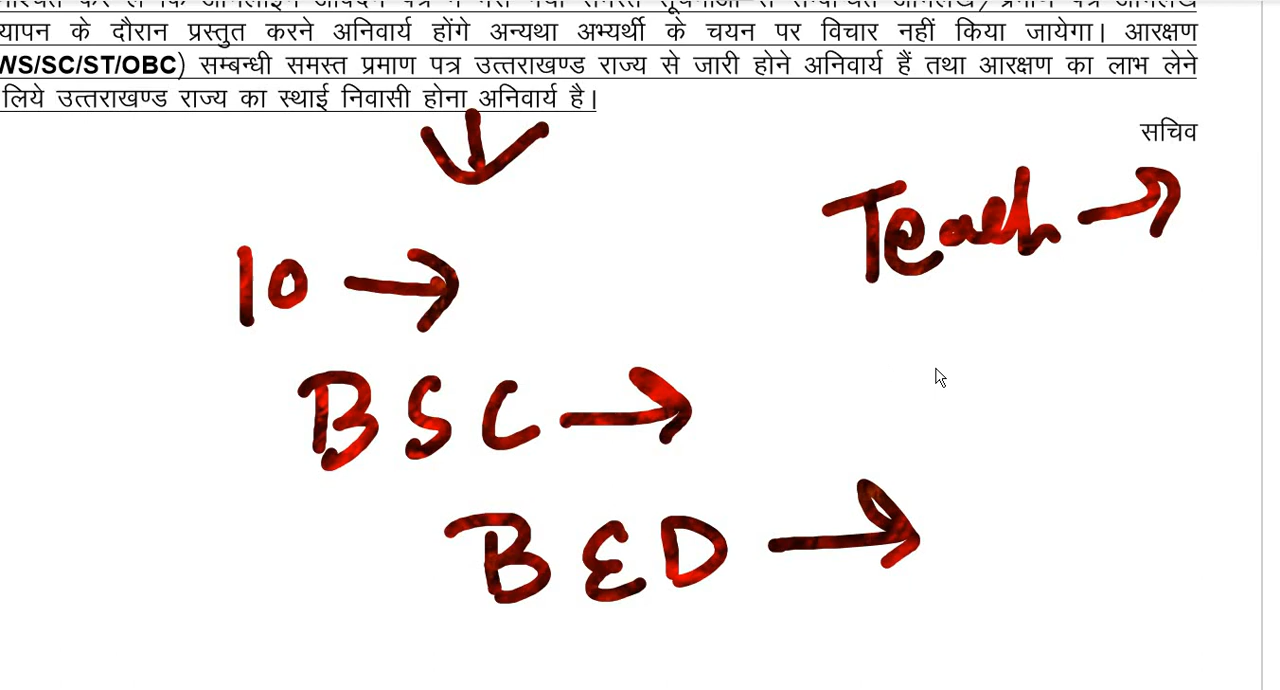 यापन के दौरान प्रस्तुत करने अनिवार्य होंगे अन्यथा अभ्यर्थी के चयन पर विचार नहीं किया जायेगा। आरक्षण
WS/SC/ST/OBC) सम्बन्धी समस्त प्रमाण पत्र उत्तराखण्ड राज्य से जारी होने अनिवार्य हैं तथा आरक्षण का लाभ लेने
लिये उत्तराखण्ड राज्य का स्थाई निवासी होना अनिवार्य है।
सचिव
Teach →
10 →
BSC →
BED →